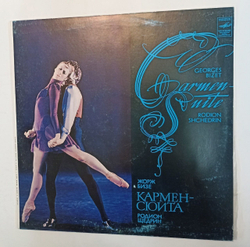 GEORGES
BIZET
Carmen
Suite
RODION
SHCHEDRIN
ЖОРЖ
БИЗЕ
КАРМЕН-
СЮИТА
РОДИОН
ЩЕДРИН